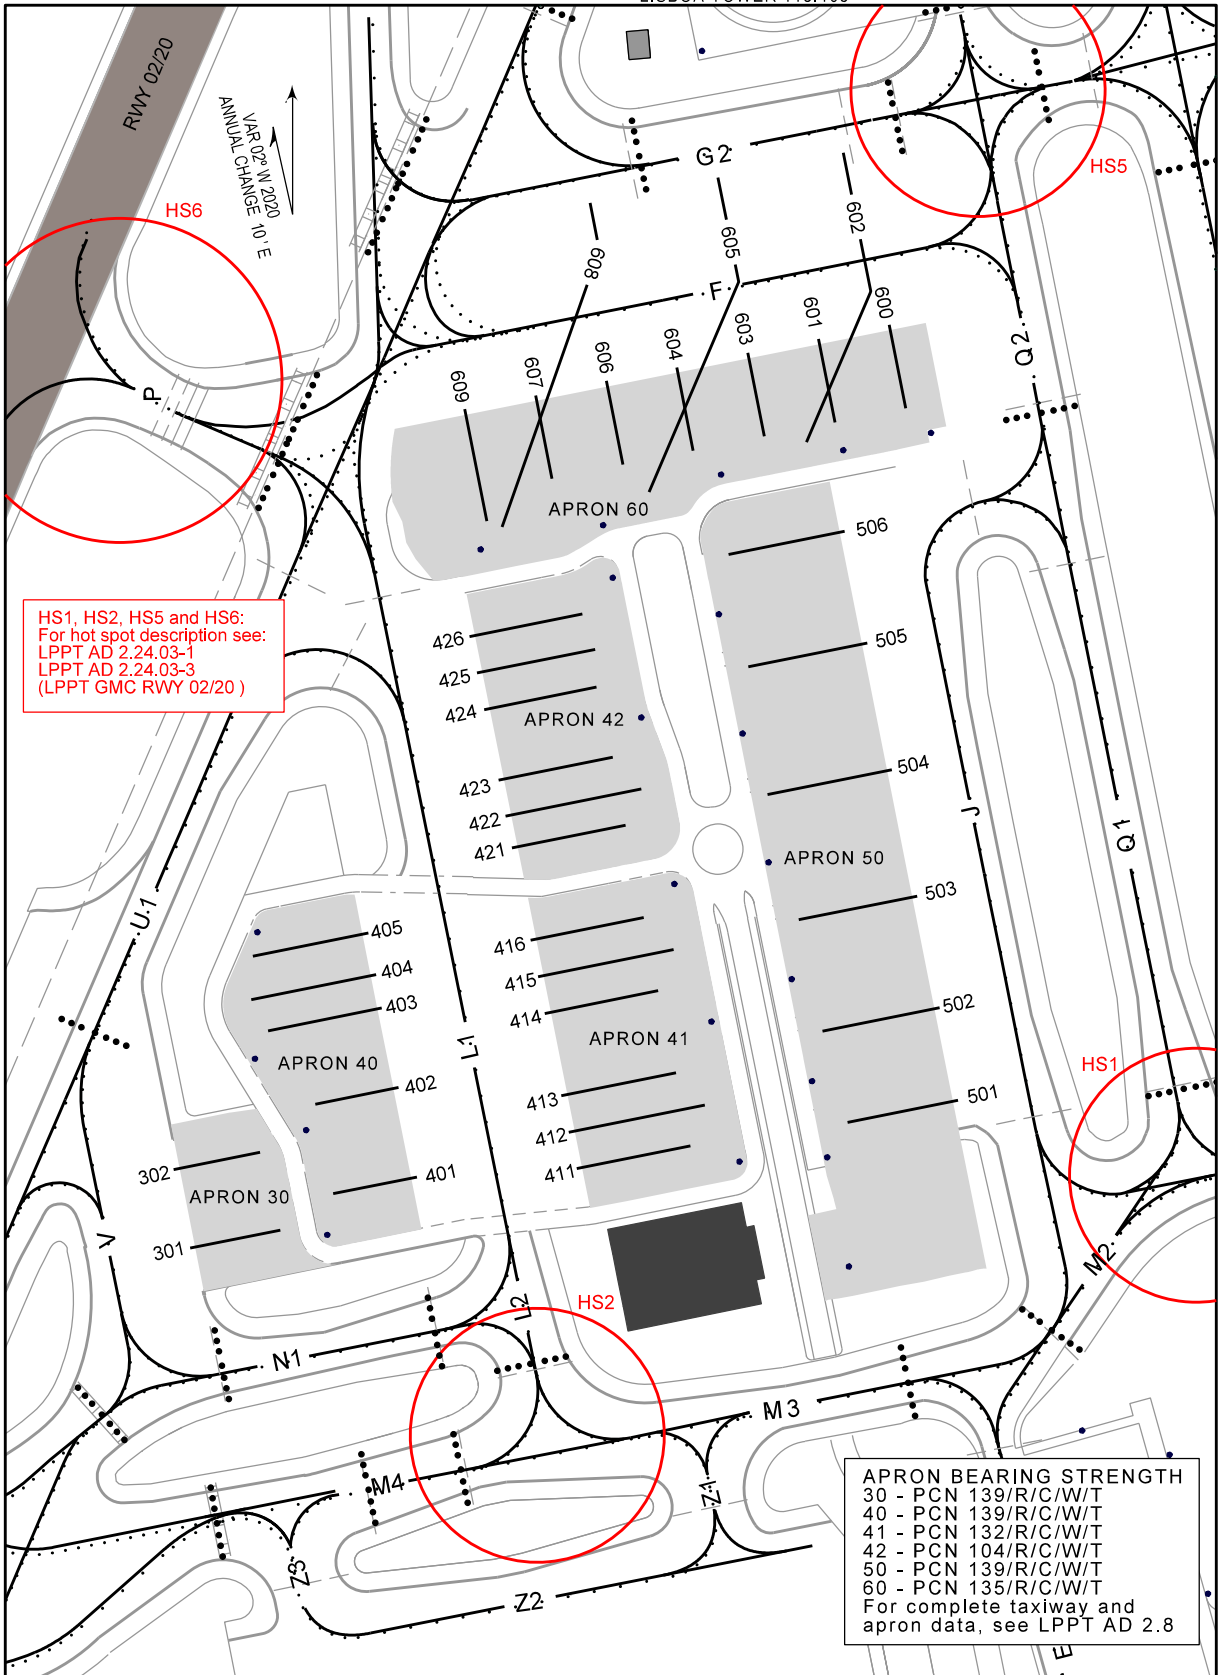 RWY 02/20
VAR 02º W 2020
ANNUAL CHANGE 10' E
HS6
HS5
G2
F
P
Q2
608
605
602
609
607
606
604
603
601
600
APRON 60
506
505
504
503
502
501
APRON 50
HS1, HS2, HS5 and HS6:
For hot spot description see:
LPPT AD 2.24.03-1
LPPT AD 2.24.03-3
(LPPT GMC RWY 02/20 )
426
425
424
APRON 42
423
422
421
J
Q1
U1
405
404
403
APRON 40
402
401
L1
416
415
414
APRON 41
413
412
411
302
APRON 30
301
V
HS1
M2
L2
HS2
N1
M3
M4
Z1
Z3
Z2
APRON BEARING STRENGTH
30 - PCN 139/R/C/W/T
40 - PCN 139/R/C/W/T
41 - PCN 132/R/C/W/T
42 - PCN 104/R/C/W/T
50 - PCN 139/R/C/W/T
60 - PCN 135/R/C/W/T
For complete taxiway and
apron data, see LPPT AD 2.8